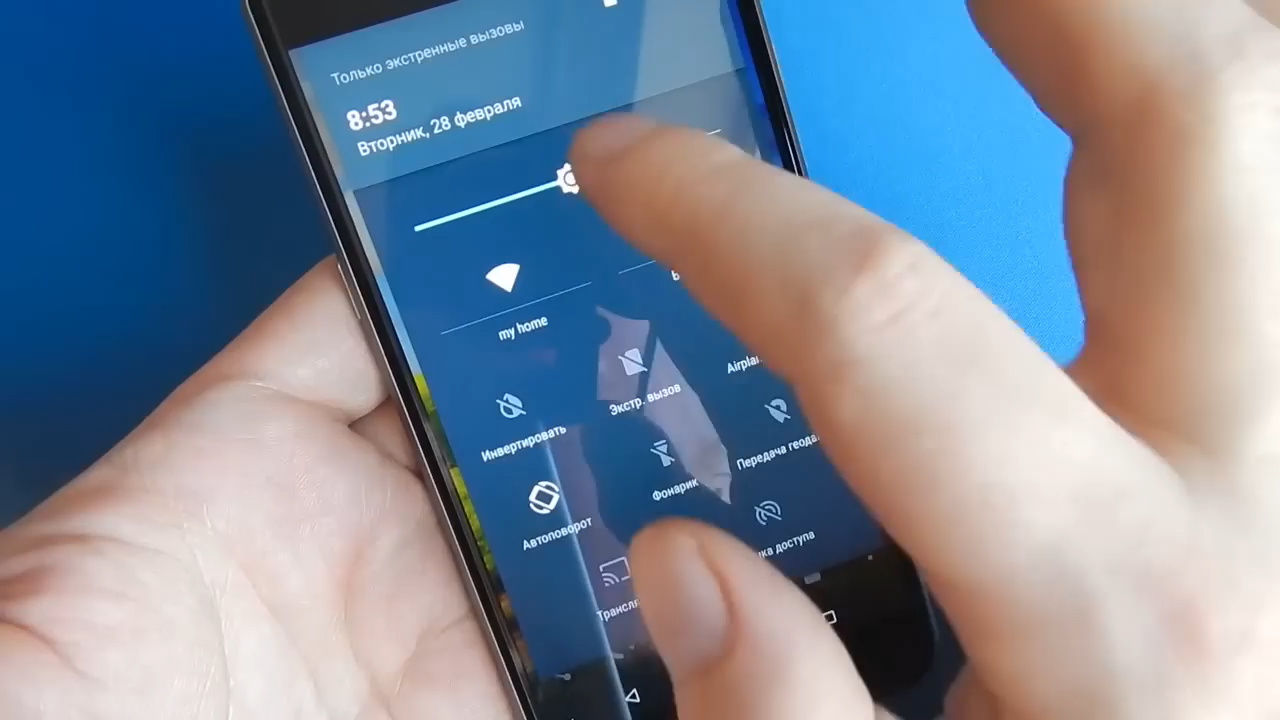 Только экстренные вызовы
8:53
Вторник, 28 февраля
my home
Экстр. вызов
Инвертировать
Фонарик
Автоповорот